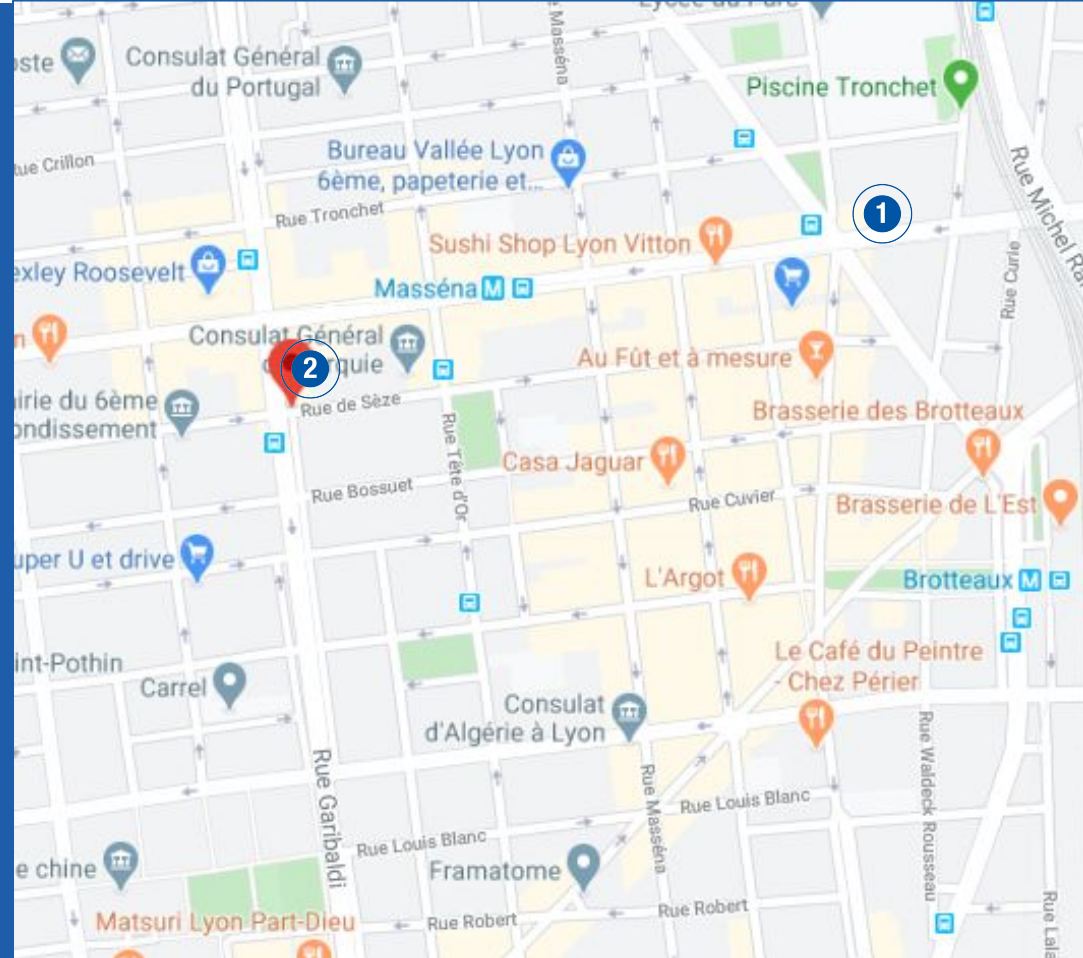 Consulat Général
du Portugal
Masséna
Piscine Tronchet
Rue Crillon
Bureau Vallée Lyon
6ème, papeterie et...
Rue Tronchet
Rue Michel
1
Sushi Shop Lyon Vitton
exley Roosevelt
Masséna M
Rue Curie
Consulat Général
2
rquie
Au Fût et à mesure
irie du 6ème
ondissement
Rue de Sèze
Brasserie des Brotteaux
Rue Tête d'Or
Casa Jaguar
Rue Bossuet
Rue Cuvier
Brasserie de L'Est
uper U et drive
L'Argot
Brotteaux M
int-Pothin
Carrel
Le Café du Peintre
- Chez Périer
Consulat
d'Algérie à Lyon
Rue Garibaldi
Rue Masséna
Rue Waldeck Rousseau
Rue Louis Blanc
Rue Louis Blanc
e chine
Framatome
Matsuri Lyon Part-Dieu
Rue Robert
Rue Robert
Rue Lala